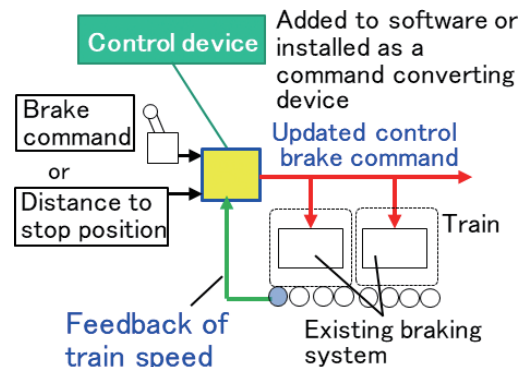 Control device
Added to software or
installed as a
command converting
device
Brake
command
or
Distance to
stop position
Updated control
brake command
Train
Feedback of
train speed
Existing braking
system